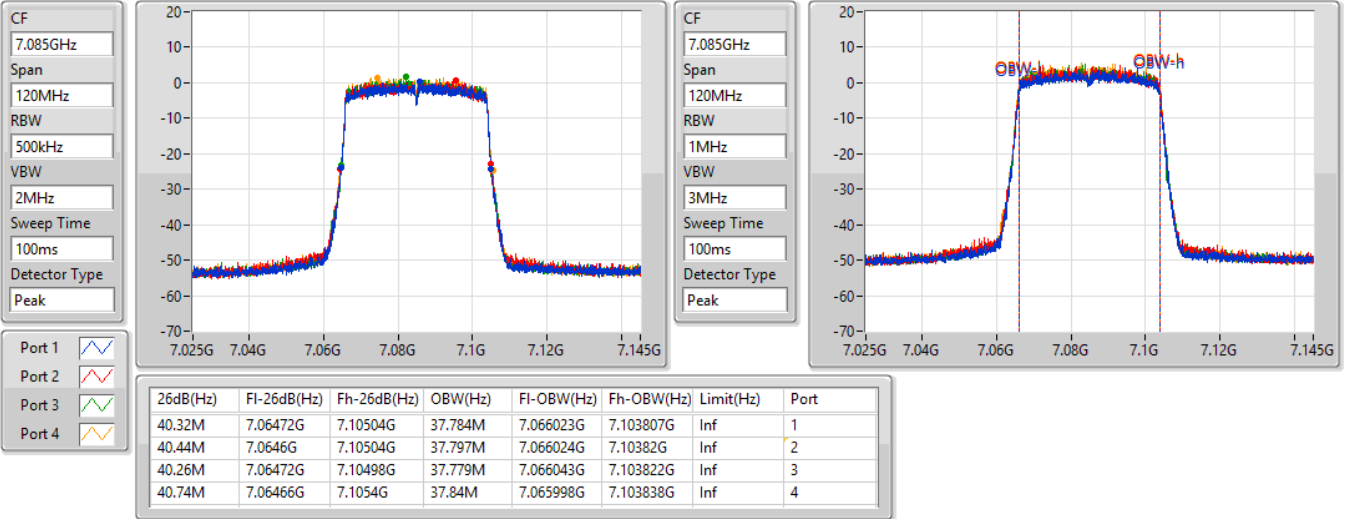 CF
7.085GHz
Span
120MHz
RBW
500kHz
VBW
2MHz
Sweep Time
100ms
Detector Type
Peak
20
10
0
-10
-20
-30
-40
-50
-60
-70
7.025G 7.04G 7.06G 7.08G 7.1G 7.12G 7.145G
CF
7.085GHz
Span
120MHz
RBW
1MHz
VBW
3MHz
Sweep Time
100ms
Detector Type
Peak
20
10
0
-10
-20
-30
-40
-50
-60
-70
OBW-l OBW-h
7.025G 7.04G 7.06G 7.08G 7.1G 7.12G 7.145G
Port 1
Port 2
Port 3
Port 4
26dB(Hz) Fl-26dB(Hz) Fh-26dB(Hz) OBW(Hz) Fl-OBW(Hz) Fh-OBW(Hz) Limit(Hz) Port
40.32M 7.06472G 7.10504G 37.784M 7.066023G 7.103807G Inf 1
40.44M 7.0646G 7.10504G 37.797M 7.066024G 7.10382G Inf 2
40.26M 7.06472G 7.10498G 37.779M 7.066043G 7.103822G Inf 3
40.74M 7.06466G 7.1054G 37.84M 7.065998G 7.103838G Inf 4